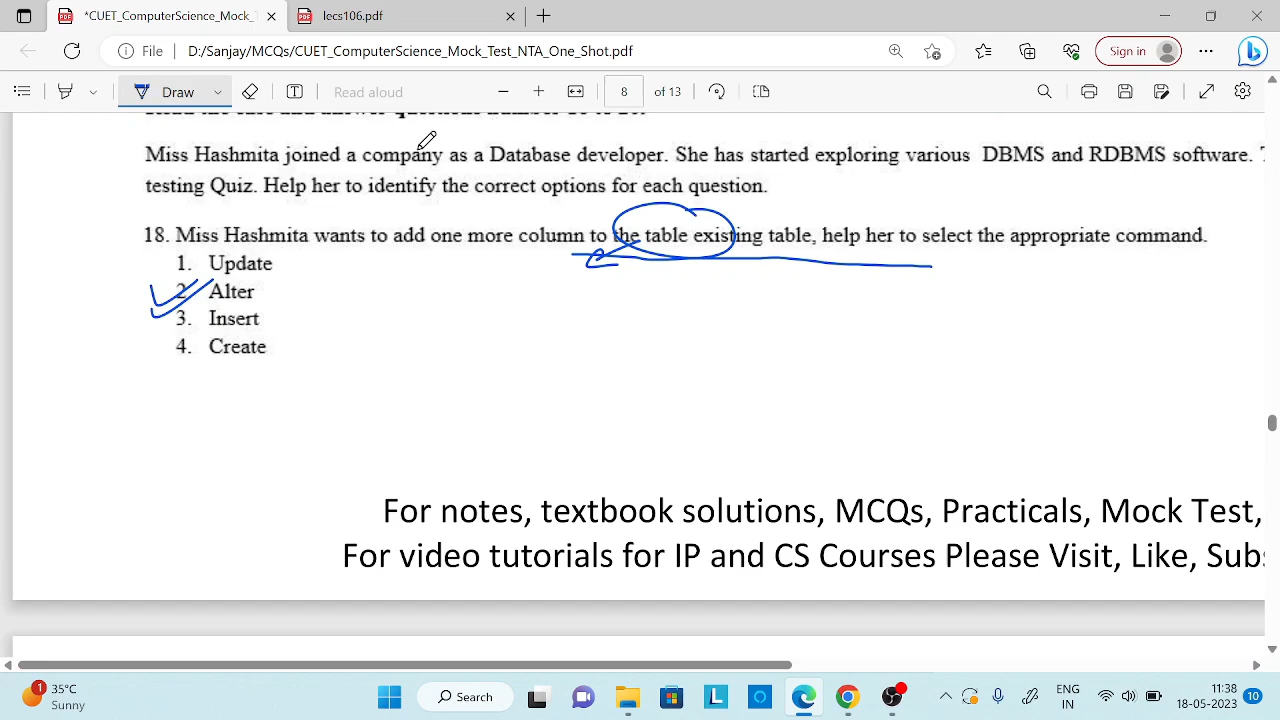 *CUET_ComputerScience_Mock_
lecs106.pdf
File D:/Sanjay/MCQs/CUET_ComputerScience_Mock_Test_NTA_One_Shot.pdf
Sign in
Draw
Read aloud
8 of 13
Miss Hashmita joined a company as a Database developer. She has started exploring various DBMS and RDBMS software.
testing Quiz. Help her to identify the correct options for each question.
18. Miss Hashmita wants to add one more column to the table existing table, help her to select the appropriate command.
1. Update
2. Alter
3. Insert
4. Create
For notes, textbook solutions, MCQs, Practicals, Mock Test,
For video tutorials for IP and CS Courses Please Visit, Like, Subs
1
35°C
Sunny
Search
ENG
IN
11:38
18-05-2023
10